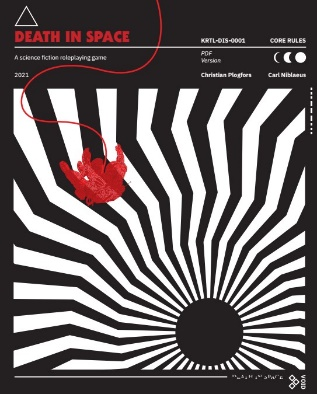 DEATH IN SPACE
KRTL-DIS-0001 CORE RULES
A science fiction roleplaying game
PDF
Version
2021
Christian Plogfors Carl Niblaeus
VOID